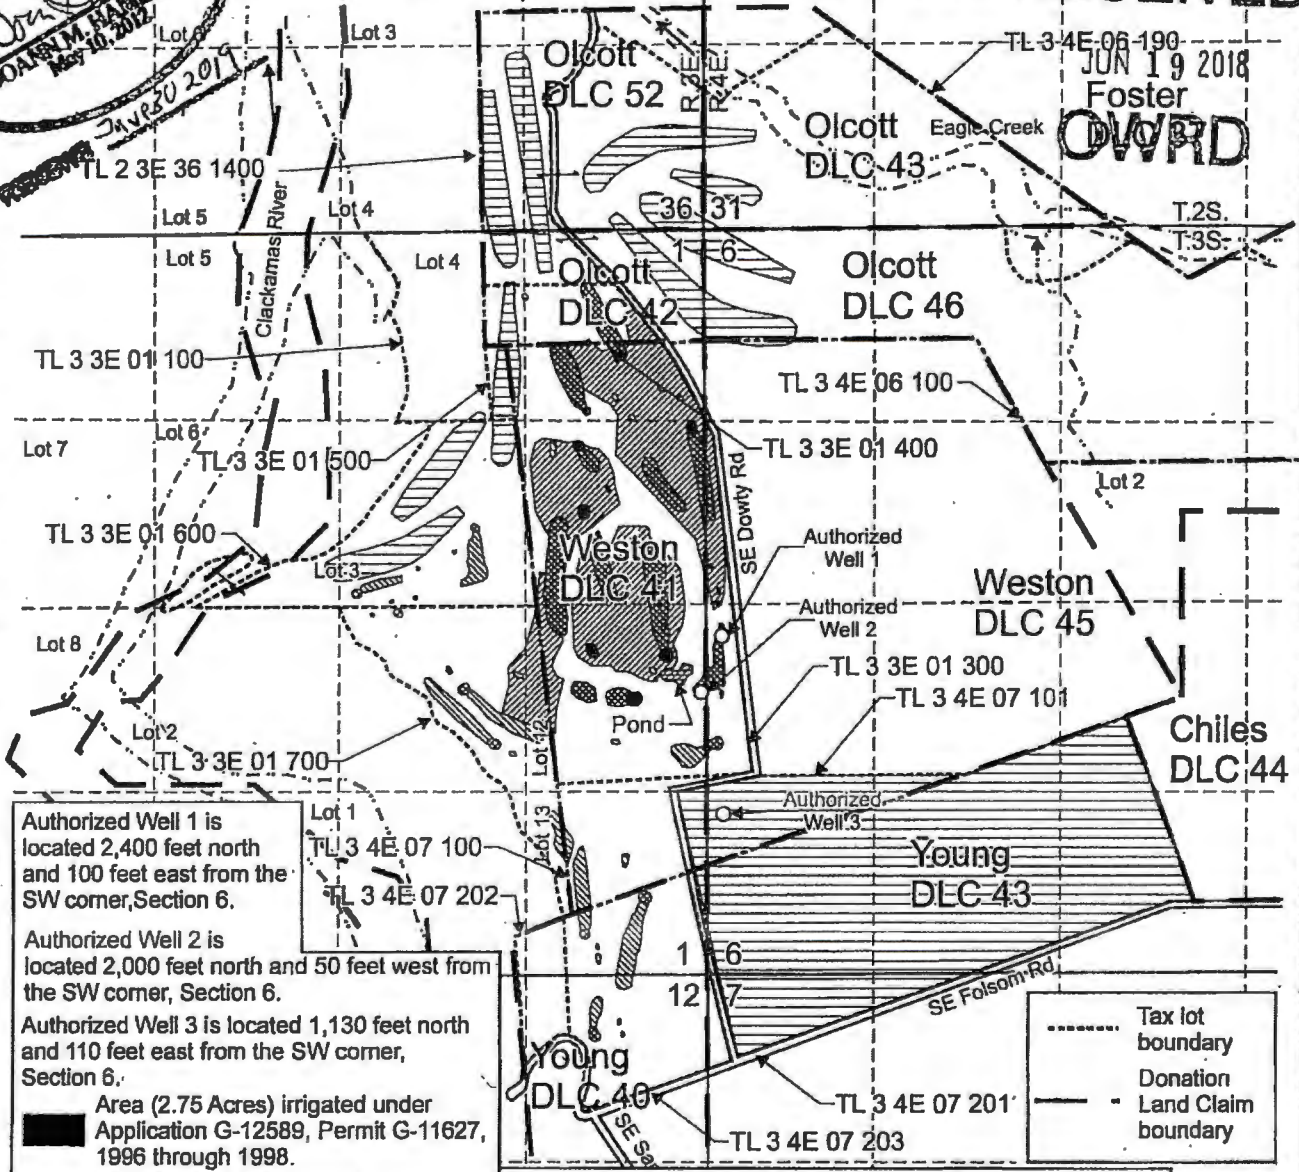 OANN M. HAM
May 10, 2012
2019
Lot 3
Olcott
DLC 52
R.3E.
R.4E.
TL 3 4E 06 190
JUN 19 2018
Foster
OWRD
Olcott
DLC 43
Eagle Creek
TL 2 3E 36 1400
Clackamas River
Lot 5
Lot 4
36 31
T.2S.
T.3S.
Lot 5
Lot 4
1 6
Olcott
DLC 42
Olcott
DLC 46
TL 3 3E 01 100
TL 3 4E 06 100
Lot 7
Lot 6
TL 3 3E 01 500
TL 3 3E 01 400
SE Dowty Rd
Lot 2
TL 3 3E 01 600
Lot 3
Weston
DLC 41
Authorized
Well 1
Weston
DLC 45
Authorized
Well 2
Lot 8
TL 3 3E 01 300
TL 3 4E 07 101
Pond
Lot 2
Lot 12
TL 3 3E 01 700
Chiles
DLC 44
Authorized
Well 3
Lot 1
Lot 13
TL 3 4E 07 100
Young
DLC 43
TL 3 4E 07 202
1 6
12 7
SE Folsom Rd
Young
DLC 40
TL 3 4E 07 201
TL 3 4E 07 203
Authorized Well 1 is
located 2,400 feet north
and 100 feet east from the
SW corner,Section 6.
Authorized Well 2 is
located 2,000 feet north and 50 feet west from
the SW corner, Section 6.
Authorized Well 3 is located 1,130 feet north
and 110 feet east from the SW corner,
Section 6.
Area (2.75 Acres) irrigated under
Application G-12589, Permit G-11627,
1996 through 1998.
Tax lot
boundary
Donation
Land Claim
boundary